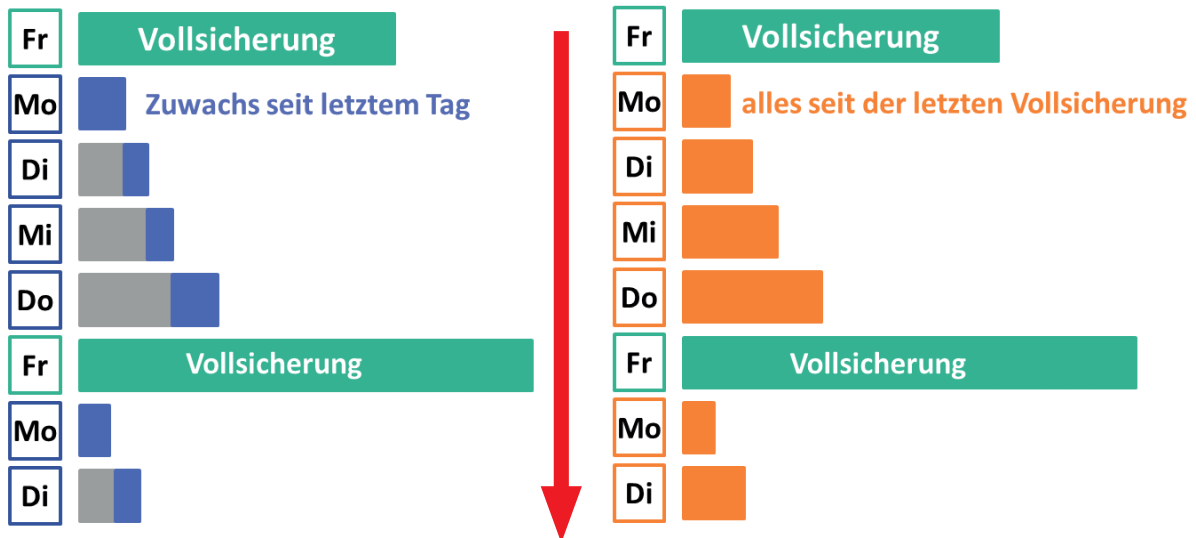 Fr Vollsicherung
Mo Zuwachs seit letztem Tag
Di
Mi
Do
Fr Vollsicherung
Mo
Di
Fr Vollsicherung
Mo alles seit der letzten Vollsicherung
Di
Mi
Do
Fr Vollsicherung
Mo
Di